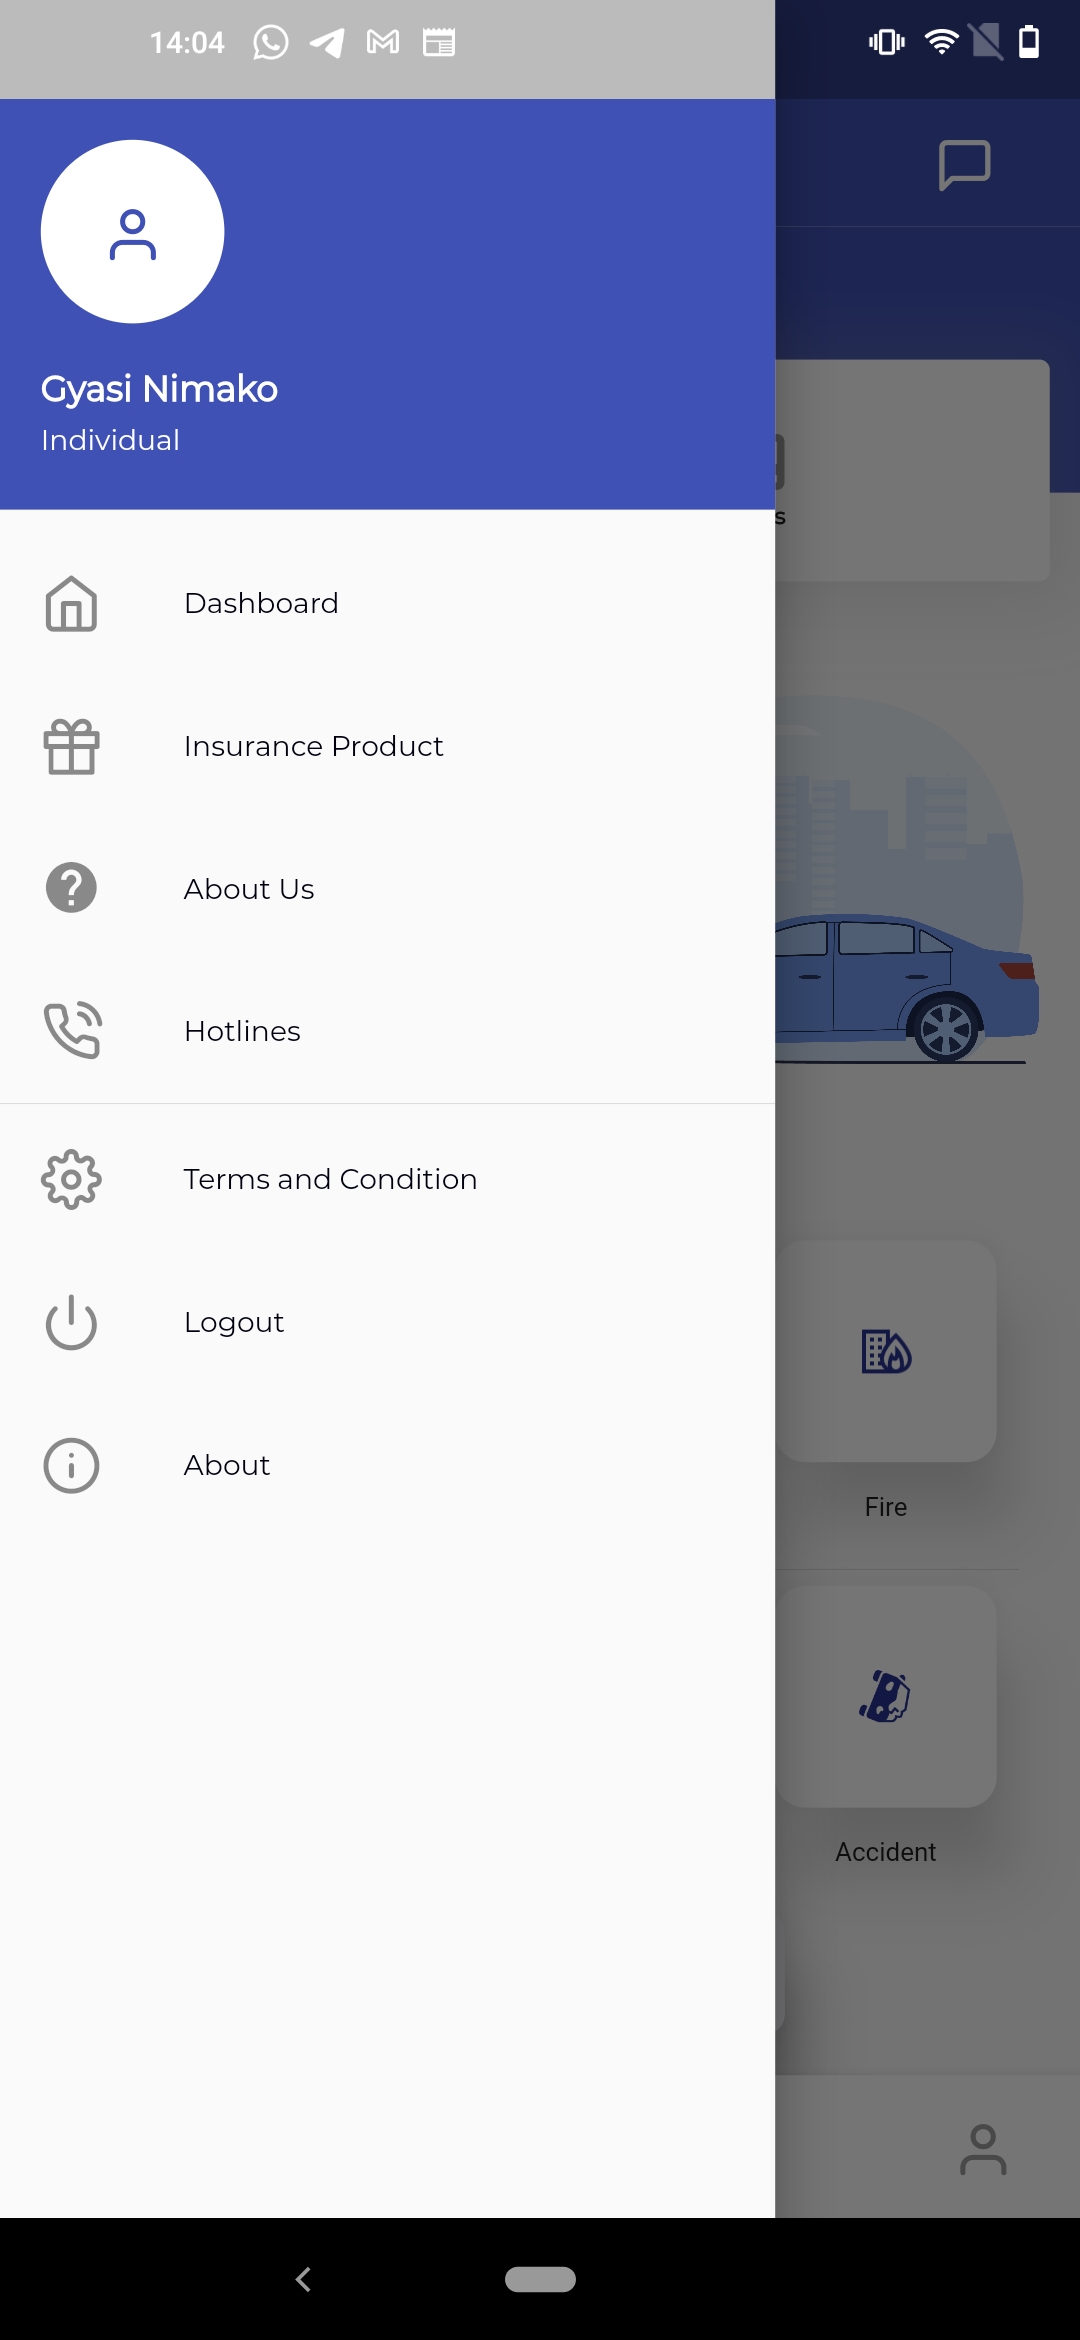 14:04
Gyasi Nimako
Individual
s
Dashboard
Insurance Product
About Us
Hotlines
Terms and Condition
Logout
About
Fire
Accident